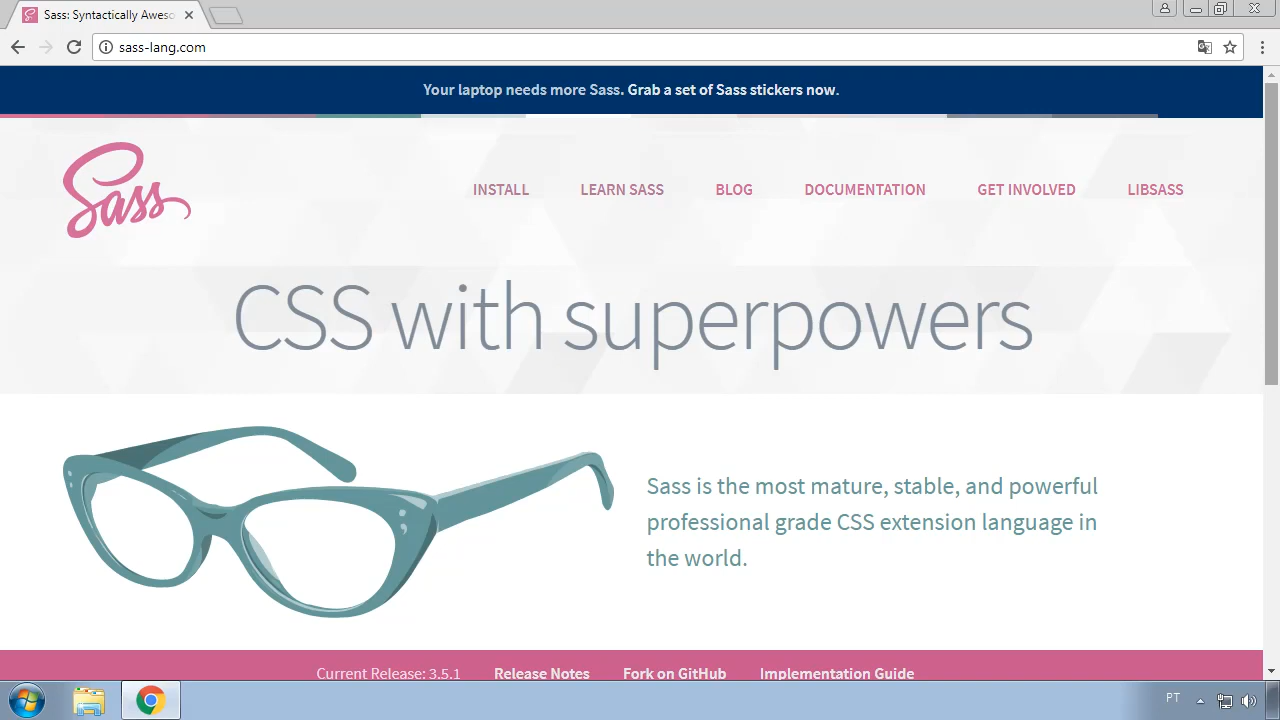 Sass: Syntactically Aweso
sass-lang.com
Your laptop needs more Sass. Grab a set of Sass stickers now.
Sass
INSTALL LEARN SASS BLOG DOCUMENTATION GET INVOLVED LIBSASS
CSS with superpowers
Sass is the most mature, stable, and powerful
professional grade CSS extension language in
the world.
Current Release: 3.5.1 Release Notes Fork on GitHub Implementation Guide
PT